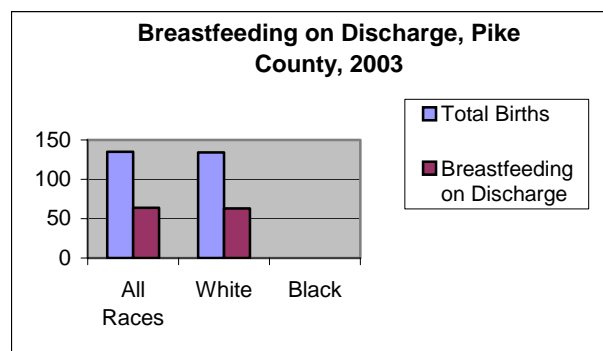 Breastfeeding on Discharge, Pike
County, 2003
Total Births
Breastfeeding
on Discharge
150
100
50
0
All
Races
White
Black